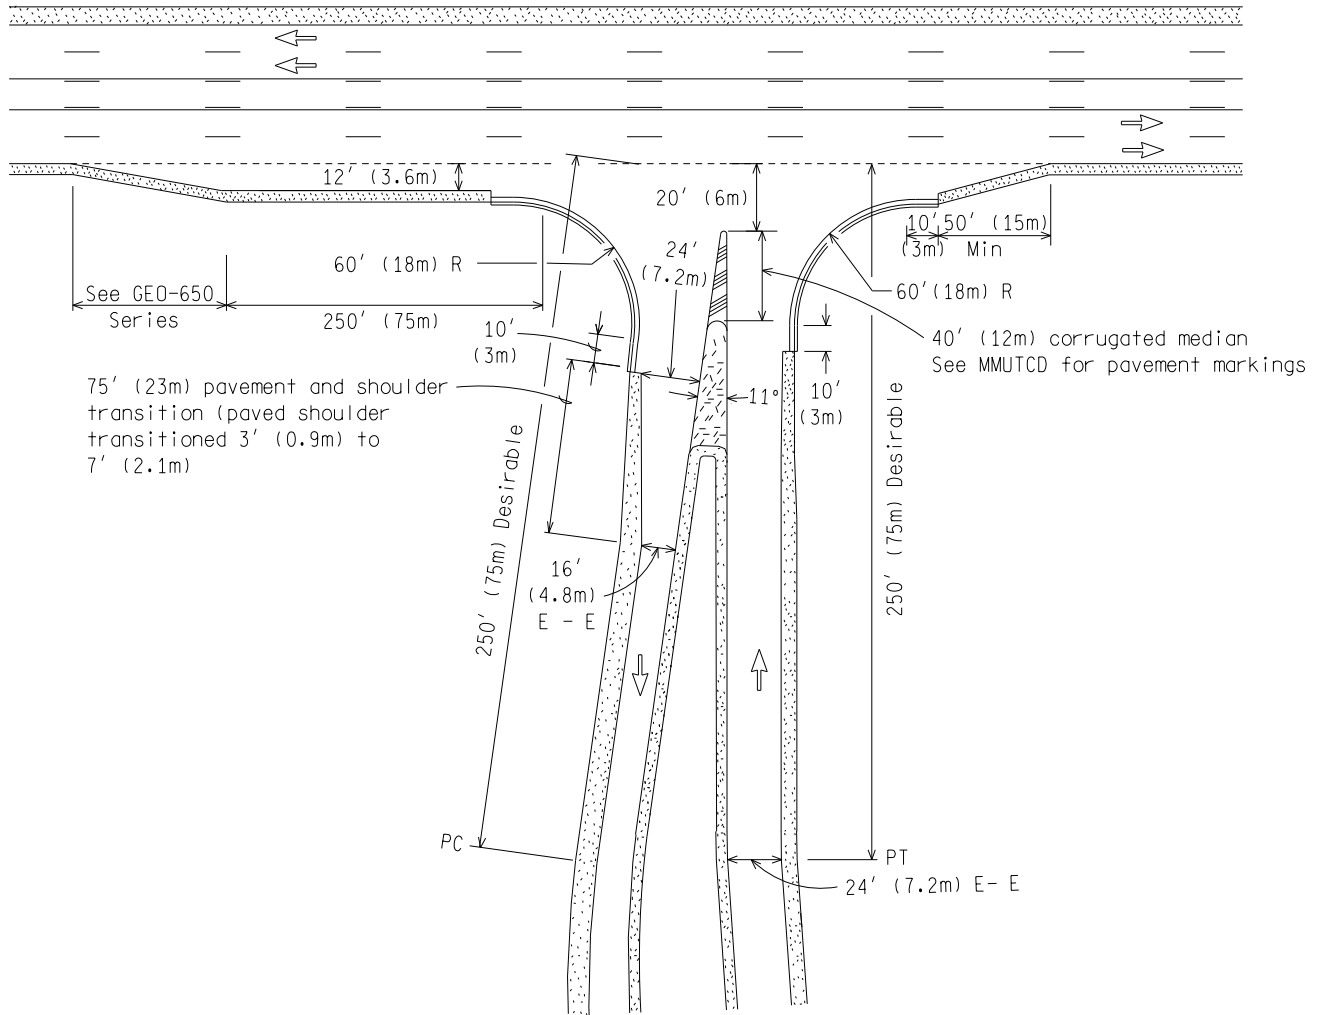 12' (3.6m)
20' (6m)
10' 50' (15m)
(3m) Min
24'
(7.2m)
60' (18m) R
See GEO-650
Series
250' (75m)
60'(18m) R
10'
(3m)
40' (12m) corrugated median
See MMUTCD for pavement markings
75' (23m) pavement and shoulder
transition (paved shoulder
transitioned 3' (0.9m) to
7' (2.1m)
11°
10'
(3m)
250' (75m) Desirable
250' (75m) Desirable
16'
(4.8m)
E - E
PC
PT
24' (7.2m) E- E